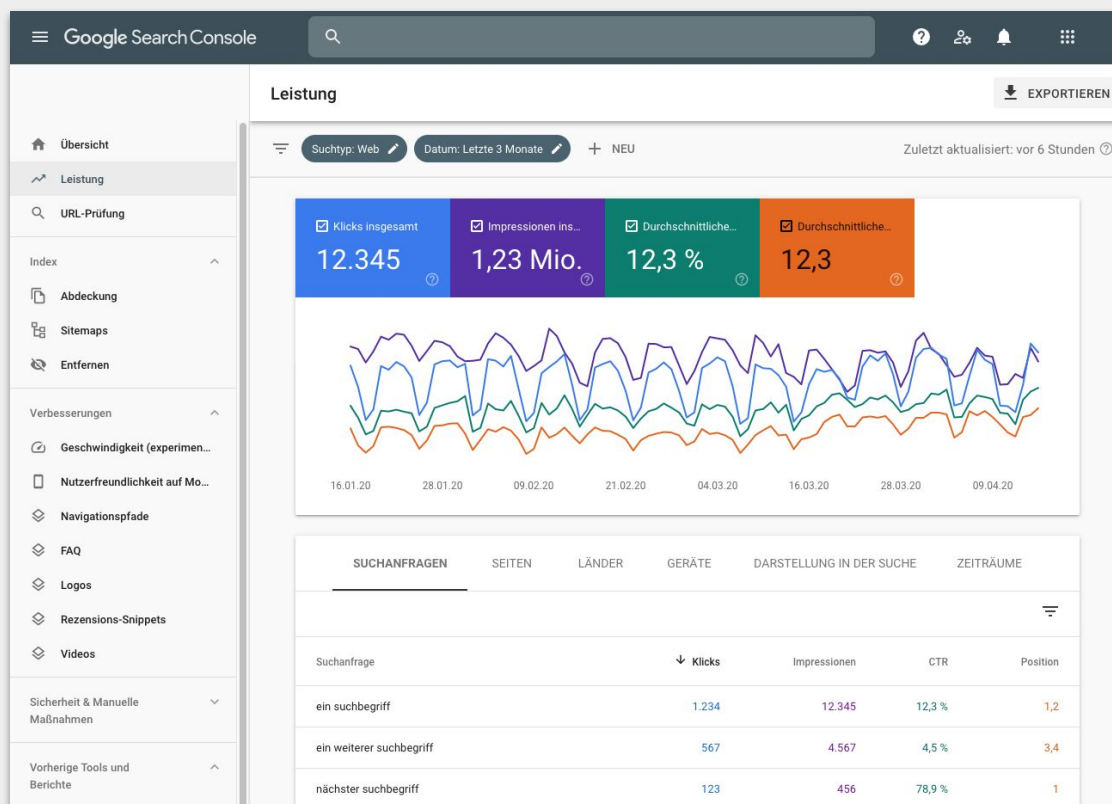 Google Search Console
Leistung
EXPORTIEREN
Übersicht
Leistung
URL-Prüfung
Index
Abdeckung
Sitemaps
Entfernen
Verbesserungen
Geschwindigkeit (experimen...
Nutzerfreundlichkeit auf Mo...
Navigationspfade
FAQ
Logos
Rezensions-Snippets
Videos
Sicherheit & Manuelle
Maßnahmen
Vorherige Tools und
Berichte
Suchtyp: Web
Datum: Letzte 3 Monate
NEU
Zuletzt aktualisiert: vor 6 Stunden
Klicks insgesamt
12.345
Impressionen ins...
1,23 Mio.
Durchschnittliche...
12,3 %
Durchschnittliche...
12,3
16.01.20 28.01.20 09.02.20 21.02.20 04.03.20 16.03.20 28.03.20 09.04.20
SUCHANFRAGEN SEITEN LÄNDER GERÄTE DARSTELLUNG IN DER SUCHE ZEITRÄUME
Suchanfrage Klicks Impressionen CTR Position
ein suchbegriff 1.234 12.345 12,3 % 1,2
ein weiterer suchbegriff 567 4.567 4,5 % 3,4
nächster suchbegriff 123 456 78,9 % 1